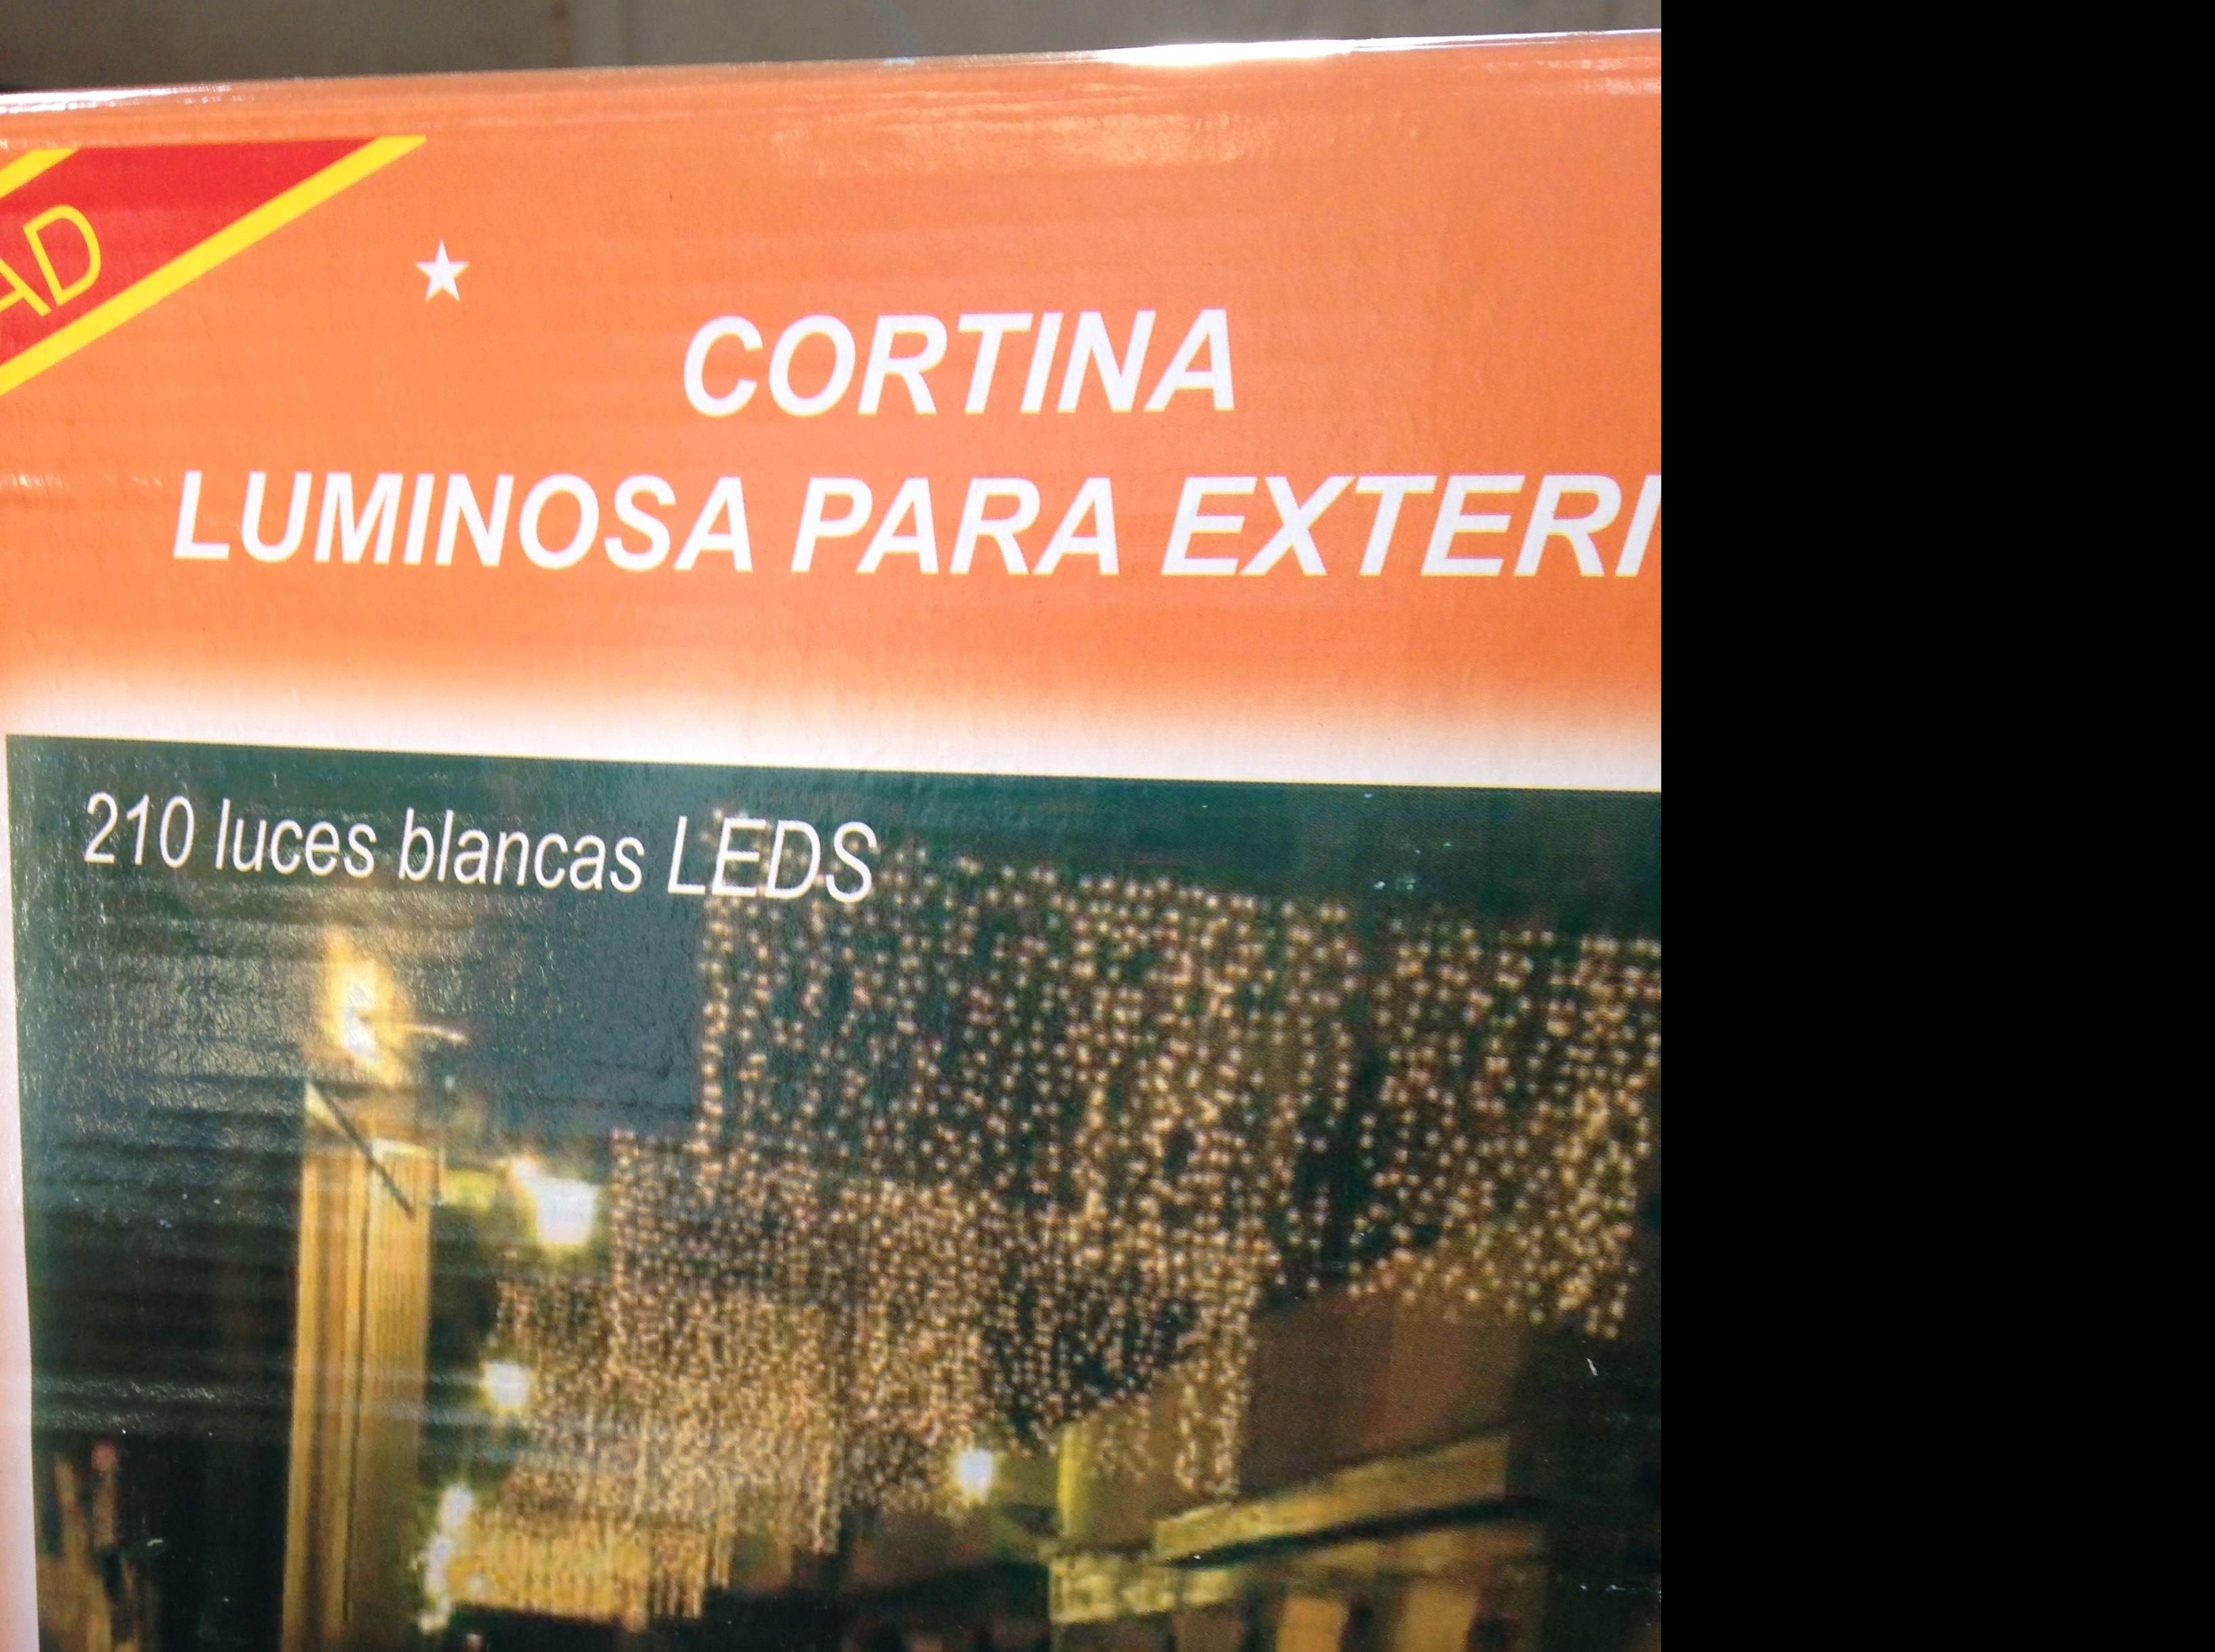 AD
CORTINA
LUMINOSA PARA EXTERI
210 luces blancas LEDS